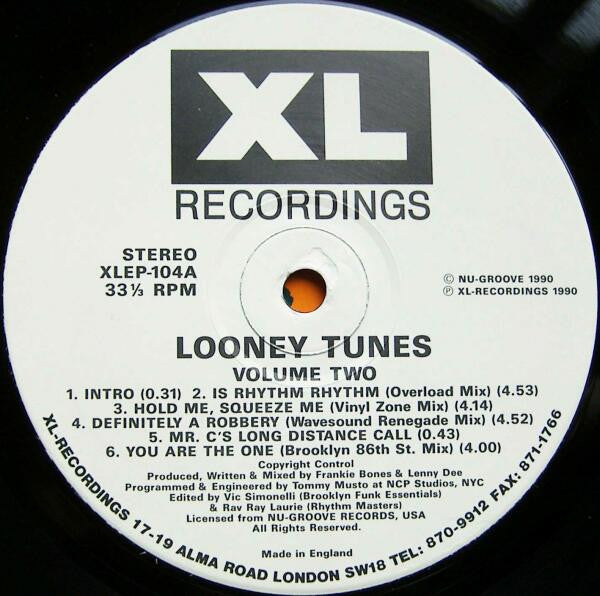 XL
RECORDINGS
STEREO
XLEP-104A
33⅓ RPM
© NU-GROOVE 1990
℗ XL-RECORDINGS 1990
LOONEY TUNES
VOLUME TWO
1. INTRO (0.31) 2. IS RHYTHM RHYTHM (Overload Mix) (4.53)
3. HOLD ME, SQUEEZE ME (Vinyl Zone Mix) (4.14)
4. DEFINITELY A ROBBERY (Wavesound Renegade Mix) (4.52)
5. MR. C'S LONG DISTANCE CALL (0.43)
6. YOU ARE THE ONE (Brooklyn 86th St. Mix) (4.00)
Copyright Control
Produced, Written & Mixed by Frankie Bones & Lenny Dee
Programmed & Engineered by Tommy Musto at NCP Studios, NYC
Edited by Vic Simonelli (Brooklyn Funk Essentials)
& Rav Ray Laurie (Rhythm Masters)
Licensed from NU-GROOVE RECORDS, USA
All Rights Reserved.
Made in England
XL-RECORDINGS 17-19 ALMA ROAD LONDON SW18 TEL: 870-9912 FAX: 871-1766